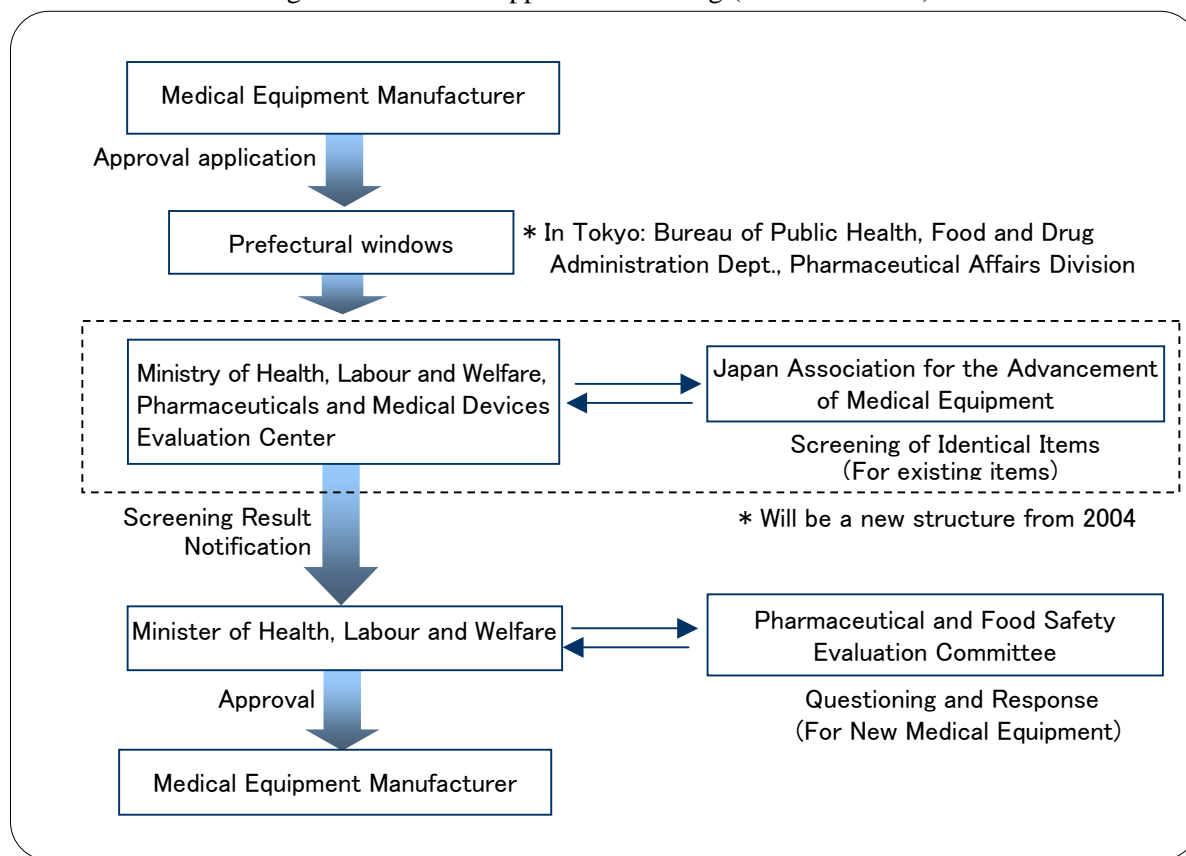 Medical Equipment Manufacturer
Approval application
Prefectural windows
* In Tokyo: Bureau of Public Health, Food and Drug
Administration Dept., Pharmaceutical Affairs Division
Ministry of Health, Labour and Welfare,
Pharmaceuticals and Medical Devices
Evaluation Center
Japan Association for the Advancement
of Medical Equipment
Screening of Identical Items
(For existing items)
Screening Result
Notification
* Will be a new structure from 2004
Minister of Health, Labour and Welfare
Pharmaceutical and Food Safety
Evaluation Committee
Approval
Questioning and Response
(For New Medical Equipment)
Medical Equipment Manufacturer